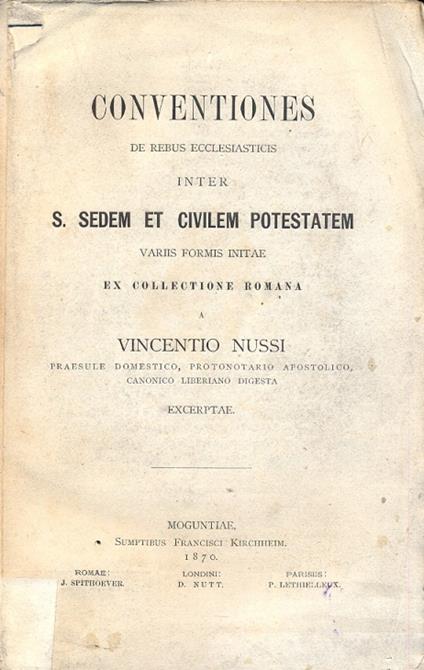 CONVENTIONES
DE REBUS ECCLESIASTICIS
INTER
S. SEDEM ET CIVILEM POTESTATEM
VARIIS FORMIS INITAE
EX COLLECTIONE ROMANA
A
VINCENTIO NUSSI
PRAESULE DOMESTICO, PROTONOTARIO APOSTOLICO,
CANONICO LIBERIANO DIGESTA
EXCERPTAE.
MOGUNTIAE,
SUMPTIBUS FRANCISCI KIRCHHEIM.
1870.
ROMAE: LONDINI: PARISIIS:
J. SPITHOEVER. D. NUTT. P. LETHIELLEUX.